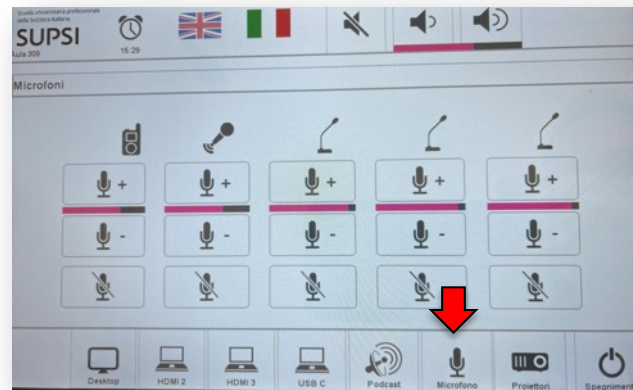 Scuola universitaria professionale
della Svizzera italiana
SUPSI
Aula 309
15:29
Microfoni
+ + + + +
- - - - -
Desktop HDMI 2 HDMI 3 USB C Podcast Microfono Proiettori Spegnimento